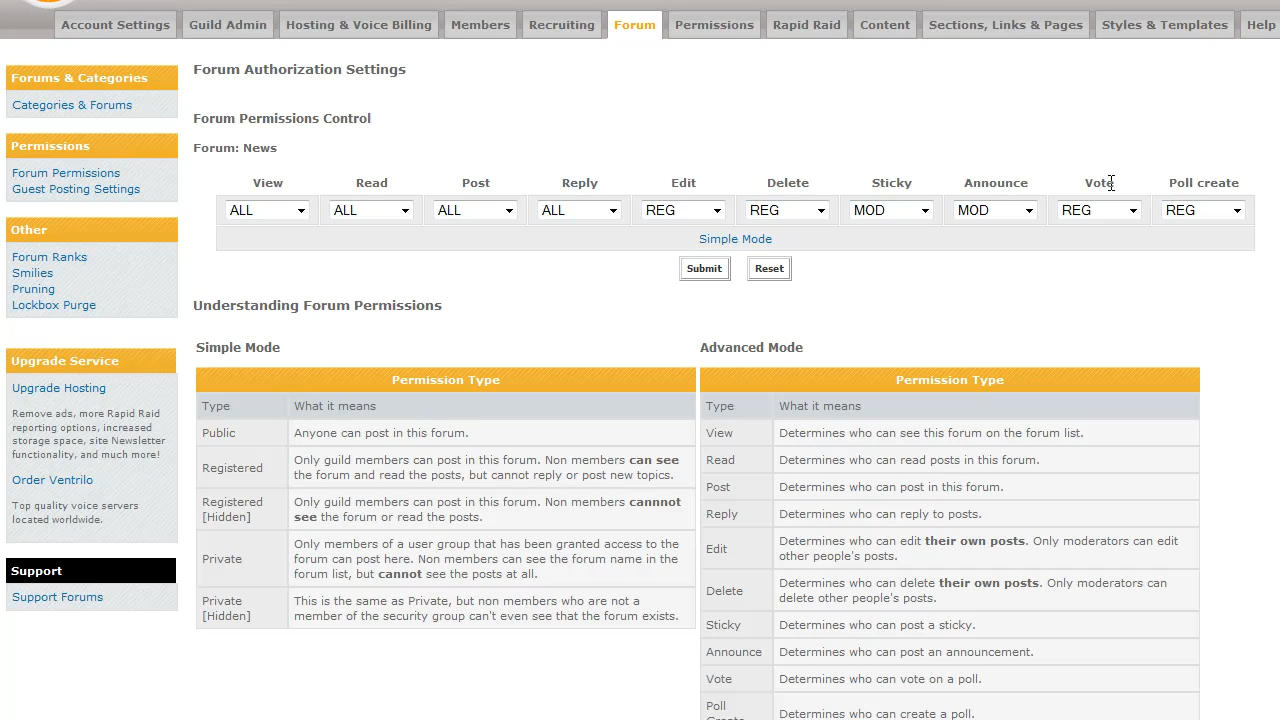 Account Settings
Guild Admin
Hosting & Voice Billing
Members
Recruiting
Forum
Permissions
Rapid Raid
Content
Sections, Links & Pages
Styles & Templates
Help
Forums & Categories
Categories & Forums
Permissions
Forum Permissions
Guest Posting Settings
Other
Forum Ranks
Smilies
Pruning
Lockbox Purge
Upgrade Service
Upgrade Hosting
Remove ads, more Rapid Raid
reporting options, increased
storage space, site Newsletter
functionality, and much more!
Order Ventrilo
Top quality voice servers
located worldwide.
Support
Support Forums
Forum Authorization Settings
Forum Permissions Control
Forum: News
View Read Post Reply Edit Delete Sticky Announce Vote Poll create
ALL ALL ALL ALL REG REG MOD MOD REG REG
Simple Mode
Submit Reset
Understanding Forum Permissions
Simple Mode
Permission Type
Type What it means
Public Anyone can post in this forum.
Registered Only guild members can post in this forum. Non members can see
the forum and read the posts, but cannot reply or post new topics.
Registered Only guild members can post in this forum. Non members cannnot
[Hidden] see the forum or read the posts.
Only members of a user group that has been granted access to the
Private forum can post here. Non members can see the forum name in the
forum list, but cannot see the posts at all.
Private This is the same as Private, but non members who are not a
[Hidden] member of the security group can't even see that the forum exists.
Advanced Mode
Permission Type
Type What it means
View Determines who can see this forum on the forum list.
Read Determines who can read posts in this forum.
Post Determines who can post in this forum.
Reply Determines who can reply to posts.
Edit Determines who can edit their own posts. Only moderators can edit
other people's posts.
Delete Determines who can delete their own posts. Only moderators can
delete other people's posts.
Sticky Determines who can post a sticky.
Announce Determines who can post an announcement.
Vote Determines who can vote on a poll.
Poll Determines who can create a poll.
Create